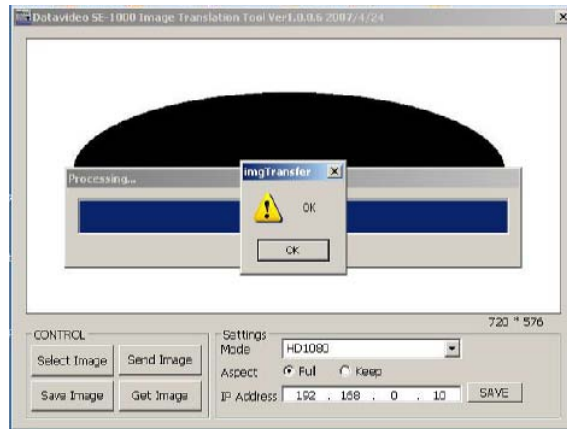 Datavideo SE-1000 Image Translation Tool Ver1.0.0.6 2007/4/24
Processing...
imgTransfer
OK
OK
720 * 576
CONTROL
Select Image
Send Image
Save Image
Get Image
Settings
Mode
HD1080
Aspect
Full
Keep
IP Address
192 . 168 . 0 . 10
SAVE